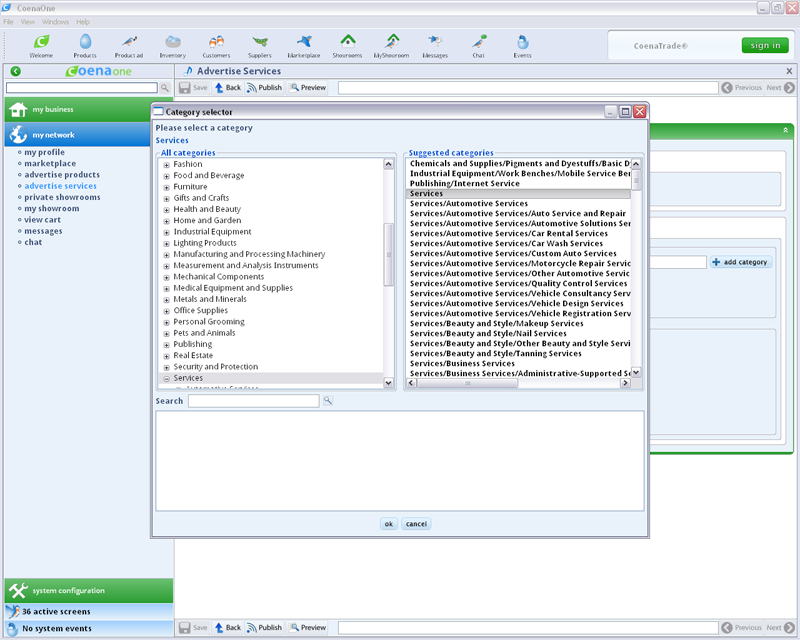 CoenaOne
File View Windows Help
Welcome Products Product ad Inventory Customers Suppliers Marketplace Showrooms MyShowroom Messages Chat Events
CoenaTrade®
sign in
Coenaone
Advertise Services
X
Save Back Publish Preview
Previous Next
my business
my network
my profile
marketplace
advertise products
advertise services
private showrooms
my showroom
view cart
messages
chat
Category selector
Please select a category
Services
All categories
Fashion
Food and Beverage
Furniture
Gifts and Crafts
Health and Beauty
Home and Garden
Industrial Equipment
Lighting Products
Manufacturing and Processing Machinery
Measurement and Analysis Instruments
Mechanical Components
Medical Equipment and Supplies
Metals and Minerals
Office Supplies
Personal Grooming
Pets and Animals
Publishing
Real Estate
Security and Protection
Services
Suggested categories
Chemicals and Supplies/Pigments and Dyestuffs/Basic D
Industrial Equipment/Work Benches/Mobile Service Ber
Publishing/Internet Service
Services
Services/Automotive Services
Services/Automotive Services/Auto Service and Repair
Services/Automotive Services/Automotive Solutions Ser
Services/Automotive Services/Car Rental Services
Services/Automotive Services/Car Wash Services
Services/Automotive Services/Custom Auto Services
Services/Automotive Services/Motorcycle Repair Servic
Services/Automotive Services/Other Automotive Servic
Services/Automotive Services/Quality Control Services
Services/Automotive Services/Vehicle Consultancy Serv
Services/Automotive Services/Vehicle Design Services
Services/Automotive Services/Vehicle Registration Serv
Services/Beauty and Style/Makeup Services
Services/Beauty and Style/Nail Services
Services/Beauty and Style/Other Beauty and Style Servi
Services/Beauty and Style/Tanning Services
Services/Business Services
Services/Business Services/Administrative-Supported Se
Search
ok cancel
add category
system configuration
36 active screens
No system events
Save Back Publish Preview
Previous Next